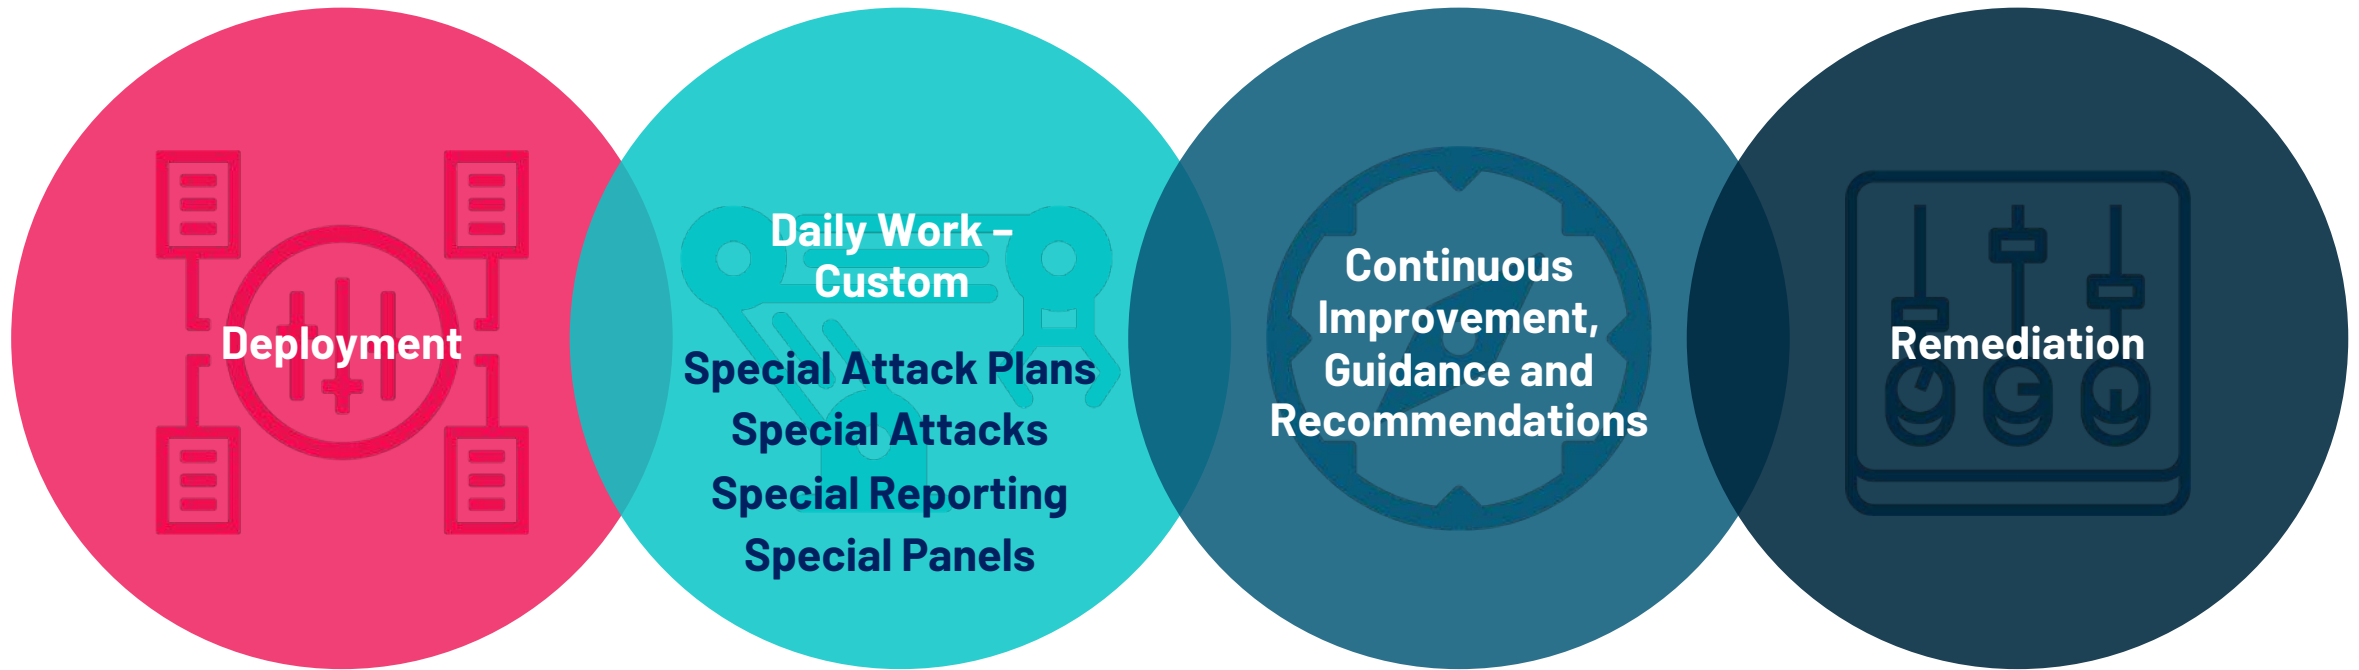 Deployment
Daily Work –
Custom
Special Attack Plans
Special Attacks
Special Reporting
Special Panels
Continuous
Improvement,
Guidance and
Recommendations
Remediation